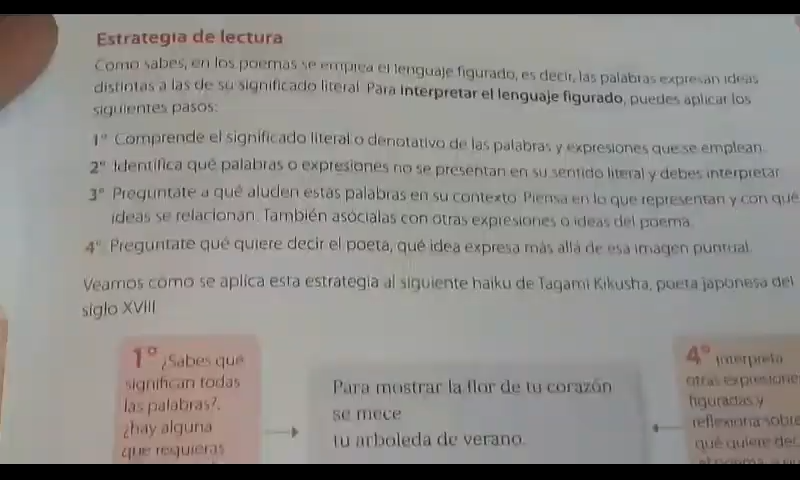 Estrategia de lectura
Como sabes, en los poemas se emplea el lenguaje figurado, es decir, las palabras expresan ideas
distintas a las de su significado literal. Para interpretar el lenguaje figurado, puedes aplicar los
siguientes pasos:
1° Comprende el significado literal o denotativo de las palabras y expresiones que se emplean.
2° Identifica qué palabras o expresiones no se presentan en su sentido literal y debes interpretar.
3° Pregúntate a qué aluden estas palabras en su contexto. Piensa en lo que representan y con qué
ideas se relacionan. También asócialas con otras expresiones o ideas del poema.
4° Pregúntate qué quiere decir el poeta, qué idea expresa más allá de esa imagen puntual.
Veamos cómo se aplica esta estrategia al siguiente haiku de Tagami Kikusha, poeta japonesa del
siglo XVIII
1° ¿Sabes qué
significan todas
las palabras?,
¿hay alguna
que requieras
Para mostrar la flor de tu corazón
se mece
tu arboleda de verano.
4° Interpreta
otras expresione
figuradas y
reflexiona sobre
qué quiere dec